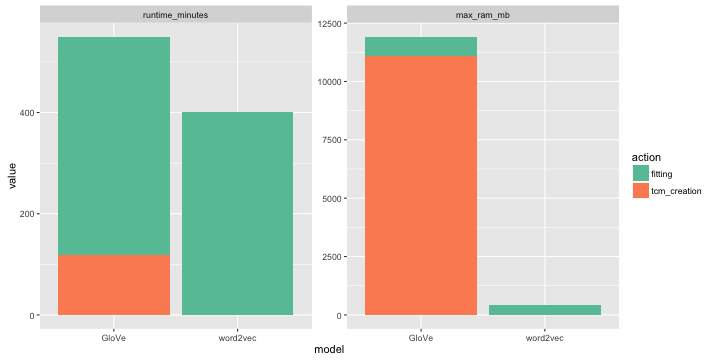 runtime_minutes
max_ram_mb
value
400
200
0
12500
10000
7500
5000
2500
0
GloVe
word2vec
GloVe
word2vec
model
action
fitting
tcm_creation